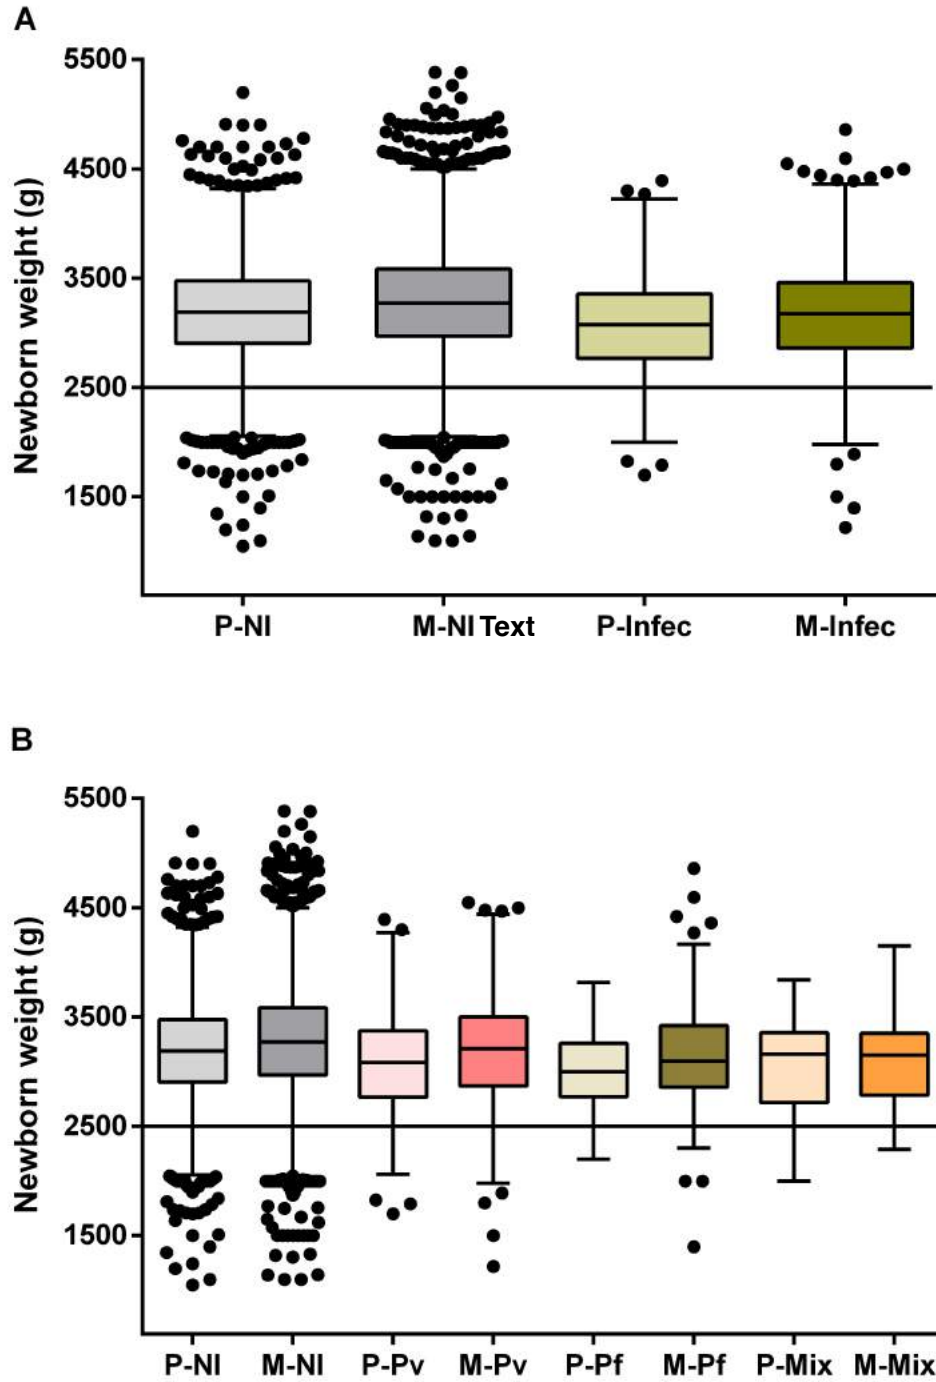 A
Newborn weight (g)
5500
4500
3500
2500
1500
P-NI M-NI Text P-Infec M-Infec
B
Newborn weight (g)
5500
4500
3500
2500
1500
P-NI M-NI P-Pv M-Pv P-Pf M-Pf P-Mix M-Mix